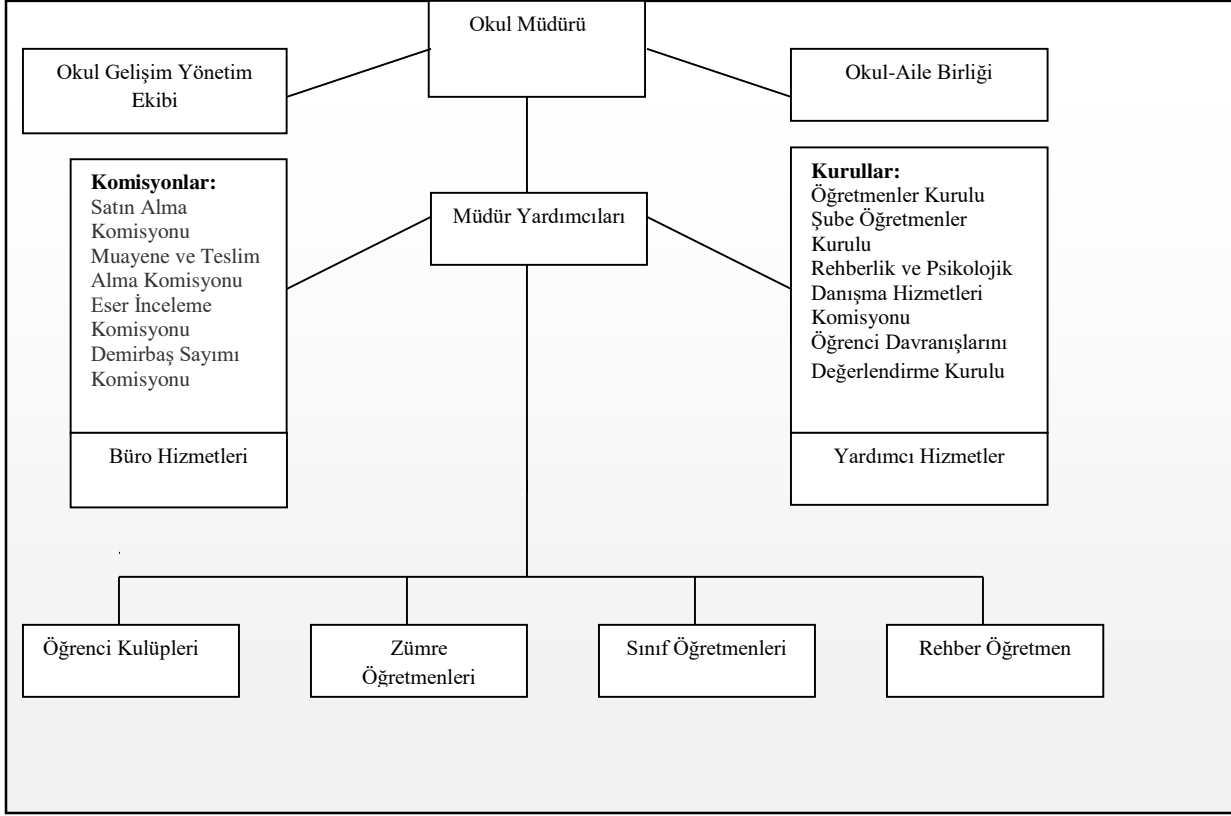 Okul Müdürü
Okul Gelişim Yönetim
Ekibi
Okul-Aile Birliği
Komisyonlar:
Satın Alma
Komisyonu
Muayene ve Teslim
Alma Komisyonu
Eser İnceleme
Komisyonu
Demirbaş Sayımı
Komisyonu
Müdür Yardımcıları
Kurullar:
Öğretmenler Kurulu
Şube Öğretmenler
Kurulu
Rehberlik ve Psikolojik
Danışma Hizmetleri
Komisyonu
Öğrenci Davranışlarını
Değerlendirme Kurulu
Büro Hizmetleri
Yardımcı Hizmetler
Öğrenci Kulüpleri
Zümre
Öğretmenleri
Sınıf Öğretmenleri
Rehber Öğretmen